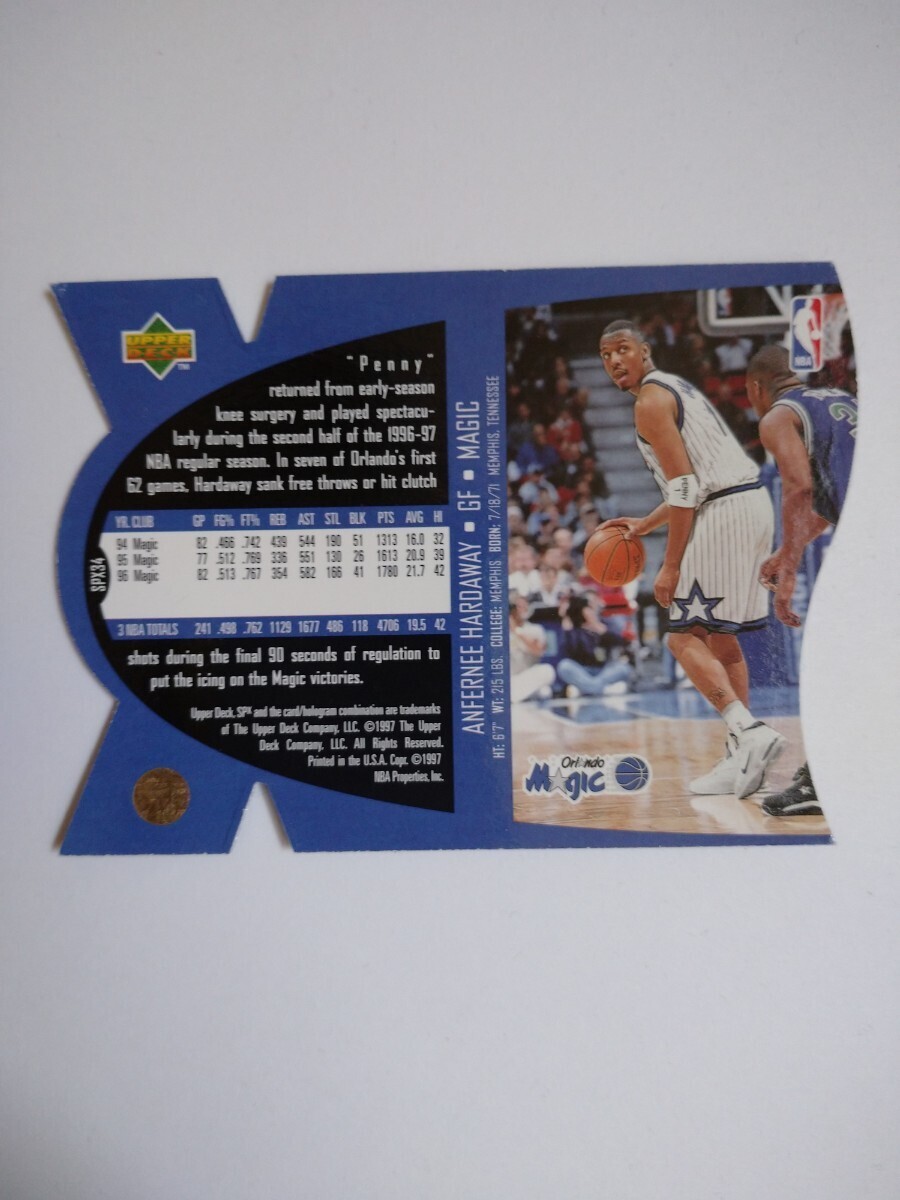 UPPER
DECK
TM
"Penny"
returned from early-season
knee surgery and played spectacu-
larly during the second half of the 1996-97
NBA regular season. In seven of Orlando's first
62 games, Hardaway sank free throws or hit clutch
YR. CLUB GP FG% FT% REB AST STL BLK PTS AVG HI
94 Magic 82 .466 .742 439 544 190 51 1313 16.0 32
95 Magic 77 .512 .769 336 551 130 26 1613 20.9 39
96 Magic 82 .513 .767 354 582 166 41 1780 21.7 42
3 NBA TOTALS 241 .498 .762 1129 1677 486 118 4706 19.5 42
shots during the final 90 seconds of regulation to
put the icing on the Magic victories.
Upper Deck, SPx and the card/hologram combination are trademarks
of The Upper Deck Company, LLC. ©1997 The Upper
Deck Company, LLC. All Rights Reserved.
Printed in the U.S.A. Copr. ©1997
NBA Properties, Inc.
SPX34
ANFERNEE HARDAWAY • GF • MAGIC
HT: 6'7" WT: 215 LBS. COLLEGE: MEMPHIS BORN: 7/18/71 MEMPHIS, TENNESSEE
NBA
PENNY
Orlando
Magic